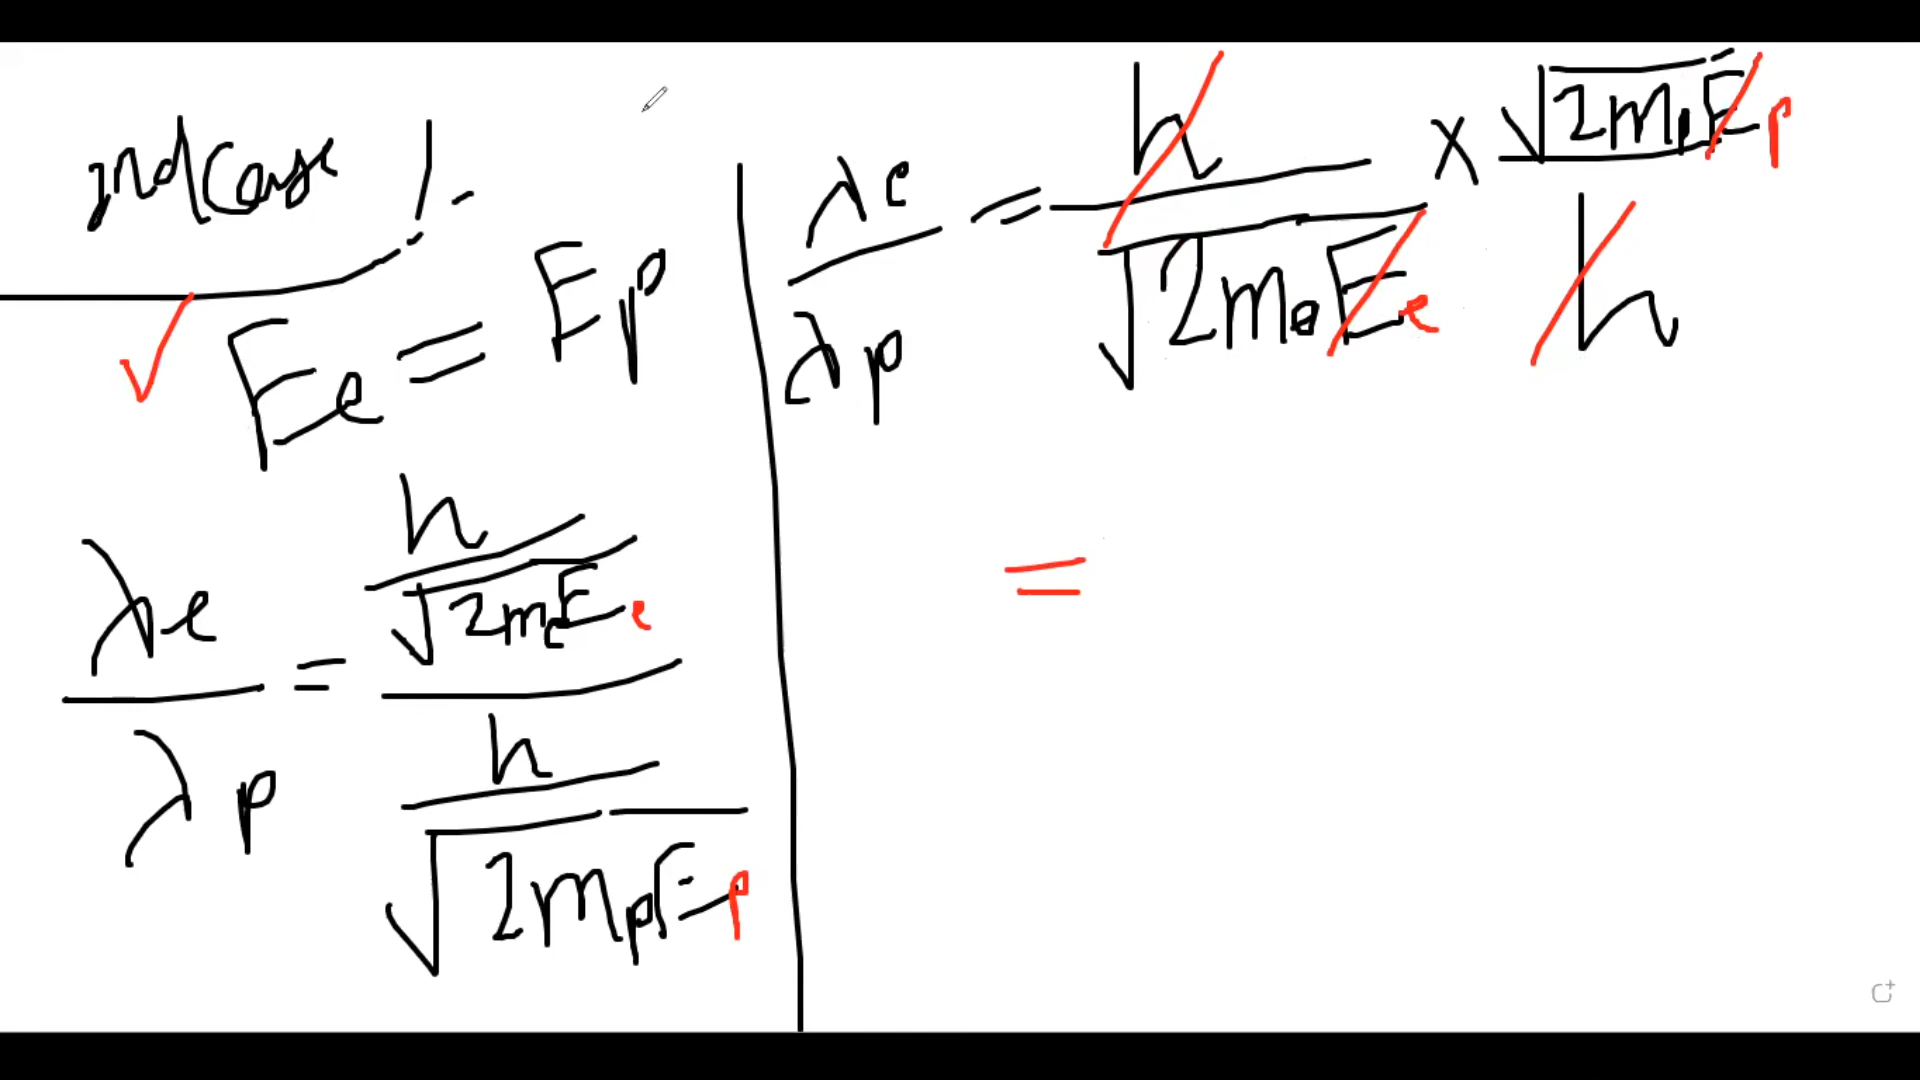 2nd Case :-
Ee = Ep
λe/λp = (h/√(2meEe))/(h/√(2mpEp))
λe/λp = h/√(2meEe) x √(2mpEp)/h
=